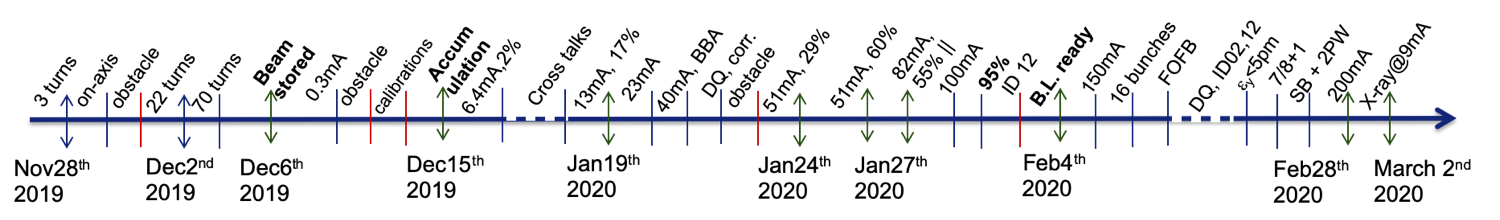 3 turns
on-axis
obstacle
22 turns
70 turns
Beam
stored
0.3mA
obstacle
calibrations
Accum
ulation
6.4mA,2%
Cross talks
13mA, 17%
23mA
40mA, BBA
DQ, corr.
obstacle
51mA, 29%
51mA, 60%
82mA,
55% ||
100mA
95%
ID 12
B.L. ready
150mA
16 bunches
FOFB
DQ, ID02,12
εy<5pm
7/8+1
SB + 2PW
200mA
X-ray@9mA
Nov28th
2019
Dec2nd
2019
Dec6th
2019
Dec15th
2019
Jan19th
2020
Jan24th
2020
Jan27th
2020
Feb4th
2020
Feb28th
2020
March 2nd
2020